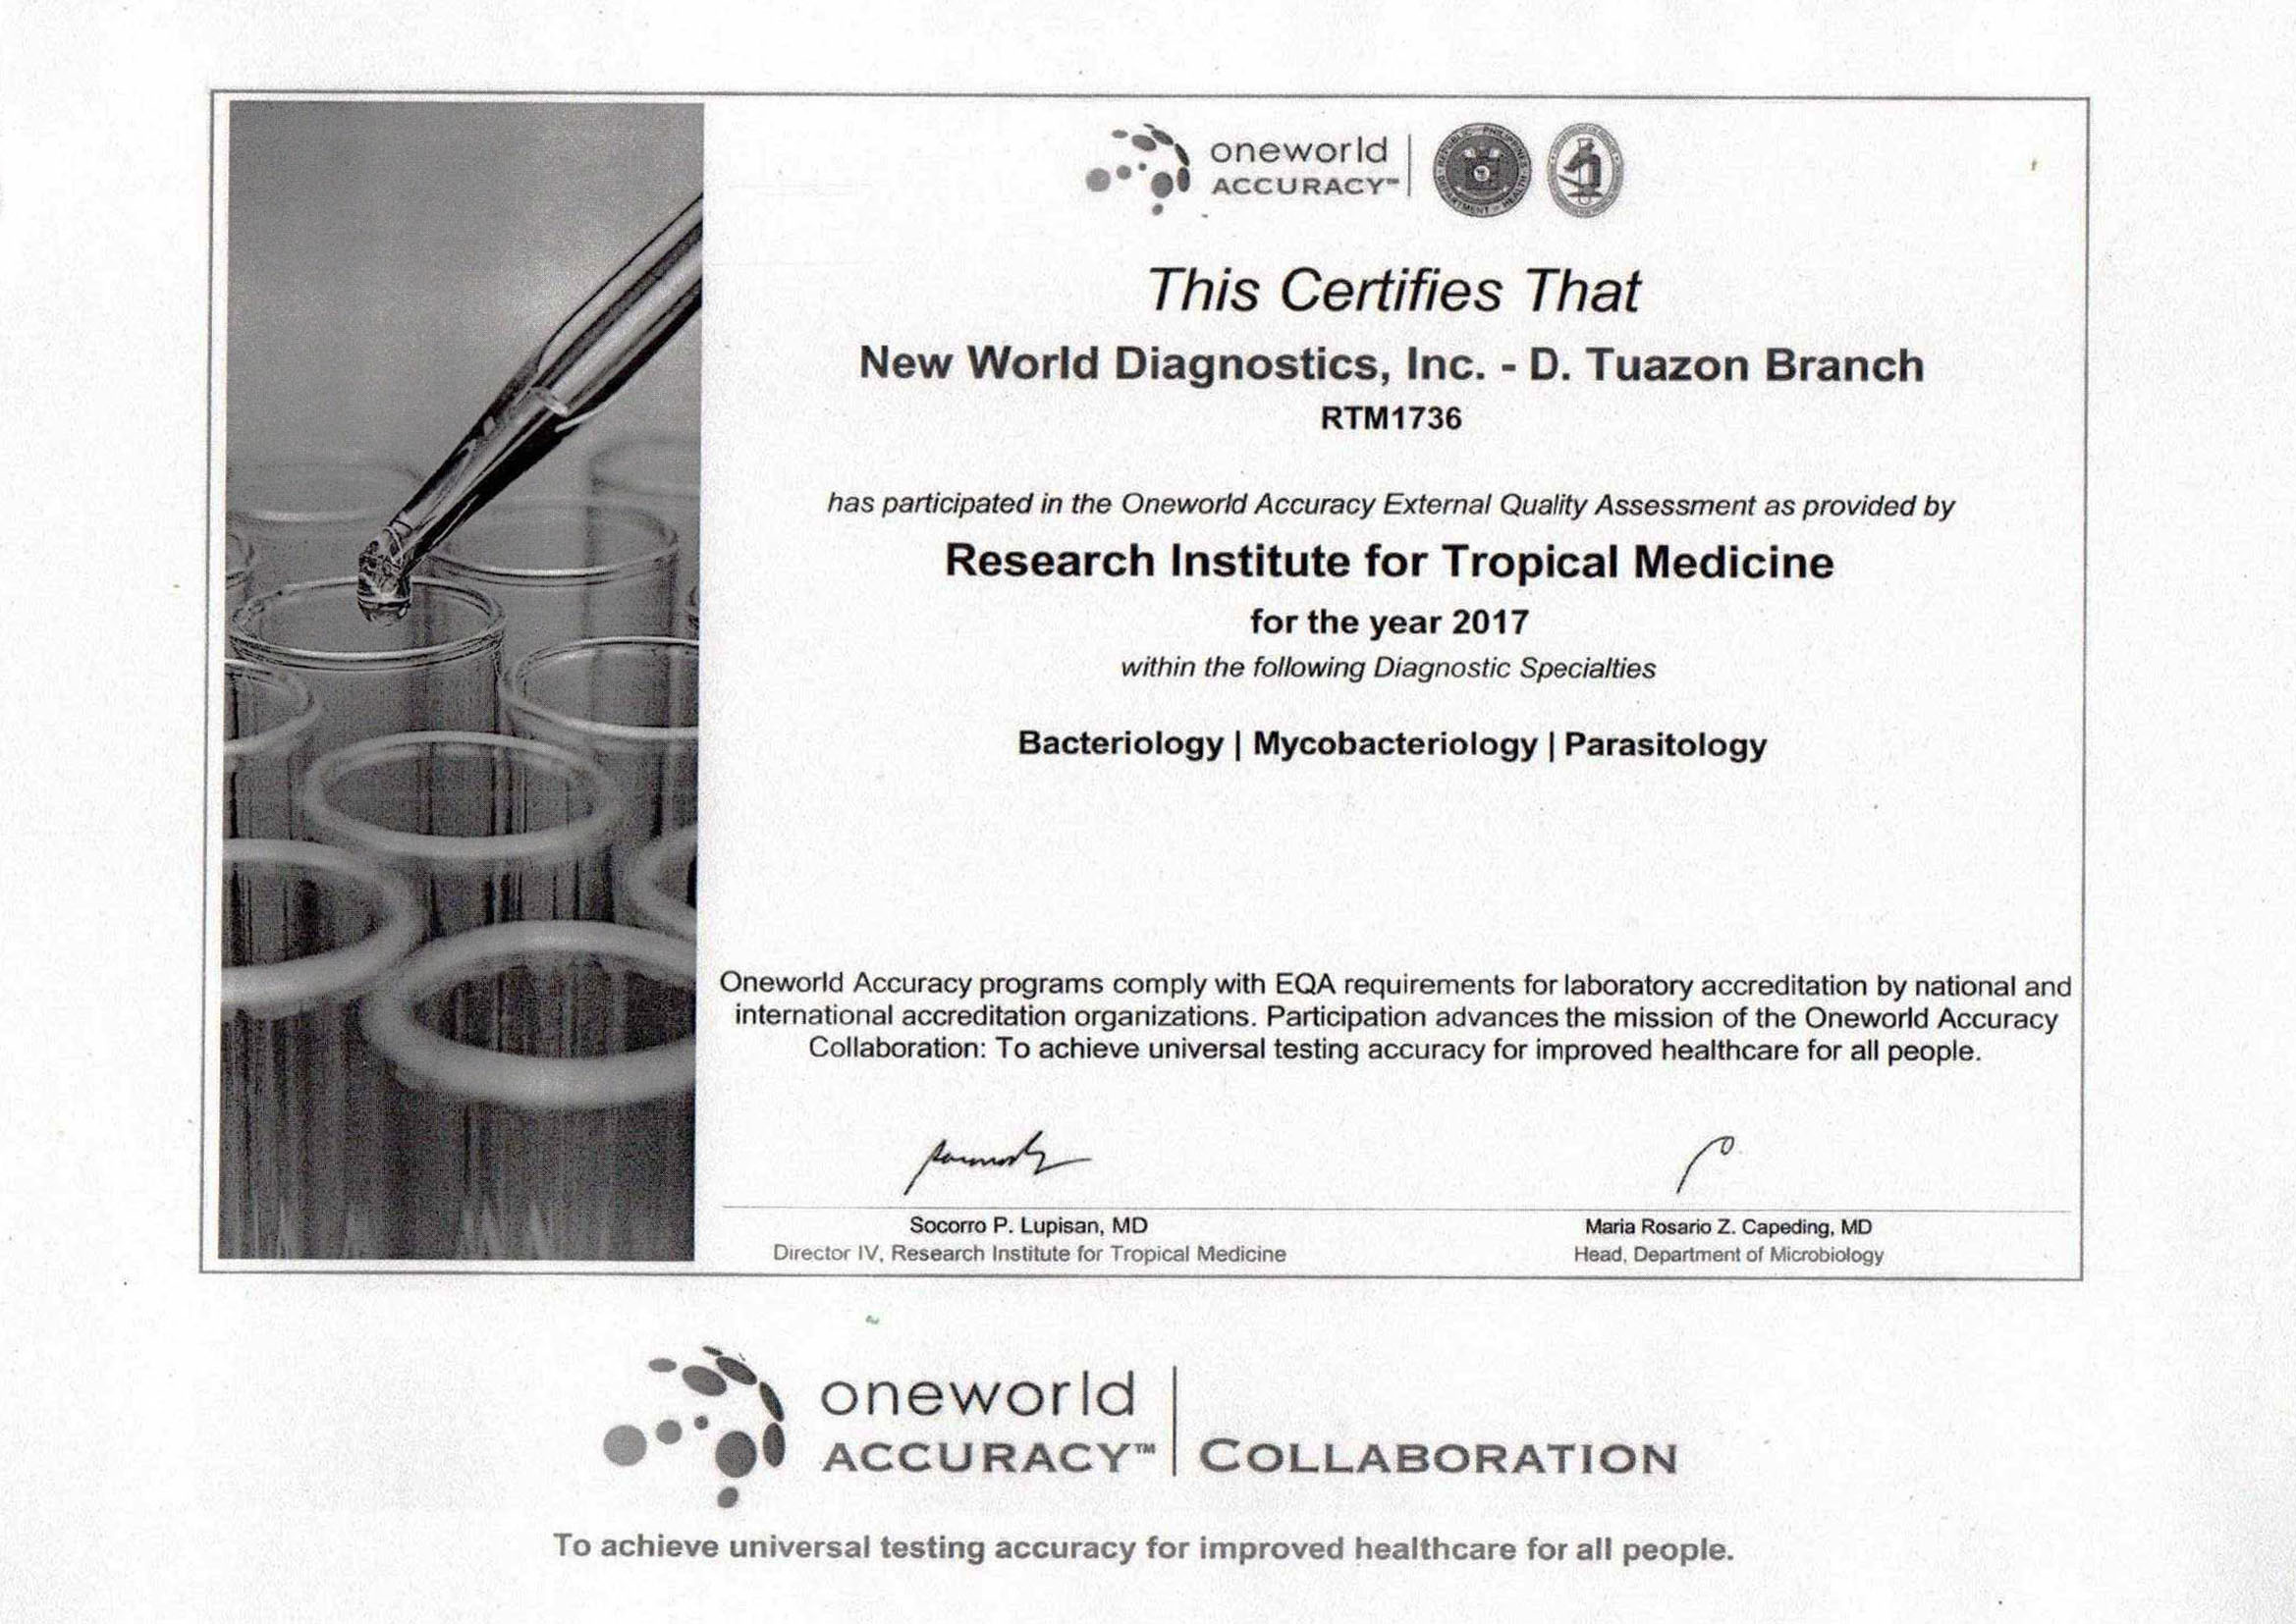 oneworld
ACCURACY™
REPUBLIC PHILIPPINES
DEPARTMENT OF HEALTH
This Certifies That
New World Diagnostics, Inc. - D. Tuazon Branch
RTM1736
has participated in the Oneworld Accuracy External Quality Assessment as provided by
Research Institute for Tropical Medicine
for the year 2017
within the following Diagnostic Specialties
Bacteriology | Mycobacteriology | Parasitology
Oneworld Accuracy programs comply with EQA requirements for laboratory accreditation by national and
international accreditation organizations. Participation advances the mission of the Oneworld Accuracy
Collaboration: To achieve universal testing accuracy for improved healthcare for all people.
Socorro P. Lupisan, MD
Director IV, Research Institute for Tropical Medicine
Maria Rosario Z. Capeding, MD
Head, Department of Microbiology
oneworld
ACCURACY™ | COLLABORATION
To achieve universal testing accuracy for improved healthcare for all people.